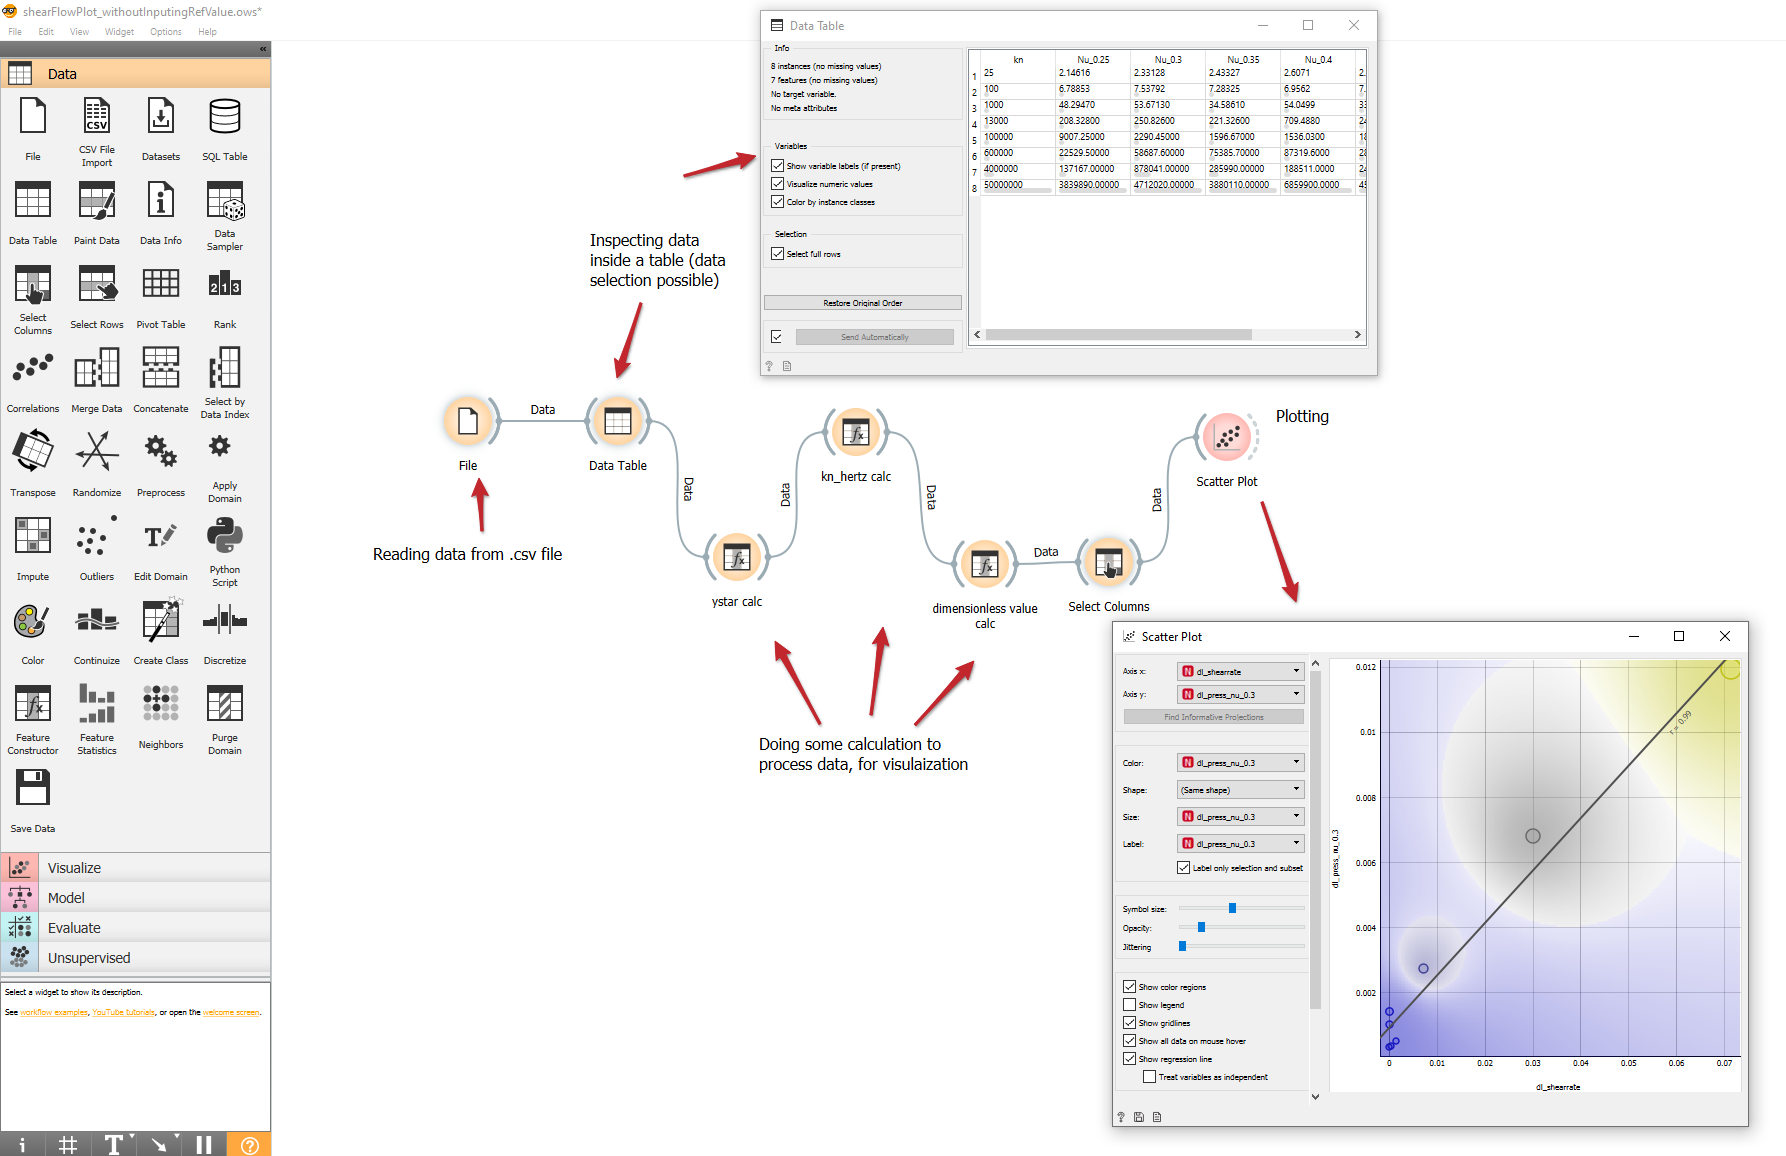 shearFlowPlot_withoutInputingRefValue.ows*
File Edit View Widget Options Help
«
Data
File
CSV File
Import
Datasets
SQL Table
Data Table
Paint Data
Data Info
Data
Sampler
Select
Columns
Select Rows
Pivot Table
Rank
Correlations
Merge Data
Concatenate
Select by
Data Index
Transpose
Randomize
Preprocess
Apply
Domain
Impute
Outliers
Edit Domain
Python
Script
Color
Continuize
Create Class
Discretize
Feature
Constructor
Feature
Statistics
Neighbors
Purge
Domain
Save Data
Visualize
Model
Evaluate
Unsupervised
Select a widget to show its description.
See workflow examples, YouTube tutorials, or open the welcome screen.
Inspecting data
inside a table (data
selection possible)
File
Data
Data Table
Data
ystar calc
Data
kn_hertz calc
Data
dimensionless value
calc
Data
Select Columns
Data
Scatter Plot
Plotting
Reading data from .csv file
Doing some calculation to
process data, for visulaization
Data Table
Info
8 instances (no missing values)
7 features (no missing values)
No target variable.
No meta attributes
Variables
Show variable labels (if present)
Visualize numeric values
Color by instance classes
Selection
Select full rows
Restore Original Order
Send Automatically
kn Nu_0.25 Nu_0.3 Nu_0.35 Nu_0.4
1 25 2.14616 2.33128 2.43327 2.6071 2.
2 100 6.78853 7.53792 7.28325 6.9562 7.
3 1000 48.29470 53.67130 34.58610 54.0499 33
4 13000 208.32800 250.82600 221.32600 709.4880 24
5 100000 9007.25000 2290.45000 1596.67000 1536.0300 18
6 600000 22529.50000 58687.60000 75385.70000 87319.6000 28
7 4000000 137167.00000 878041.00000 285990.00000 188511.0000 24
8 50000000 3839890.00000 4712020.00000 3880110.00000 6859900.0000 45
Scatter Plot
Axis x: N dl_shearrate
Axis y: N dl_press_nu_0.3
Find Informative Projections
Color: N dl_press_nu_0.3
Shape: (Same shape)
Size: N dl_press_nu_0.3
Label: N dl_press_nu_0.3
Label only selection and subset
Symbol size:
Opacity:
Jittering
Show color regions
Show legend
Show gridlines
Show all data on mouse hover
Show regression line
Treat variables as independent
0.012
0.01
0.008
0.006
0.004
0.002
dl_press_nu_0.3
r = 0.99
0 0.01 0.02 0.03 0.04 0.05 0.06 0.07
dl_shearrate